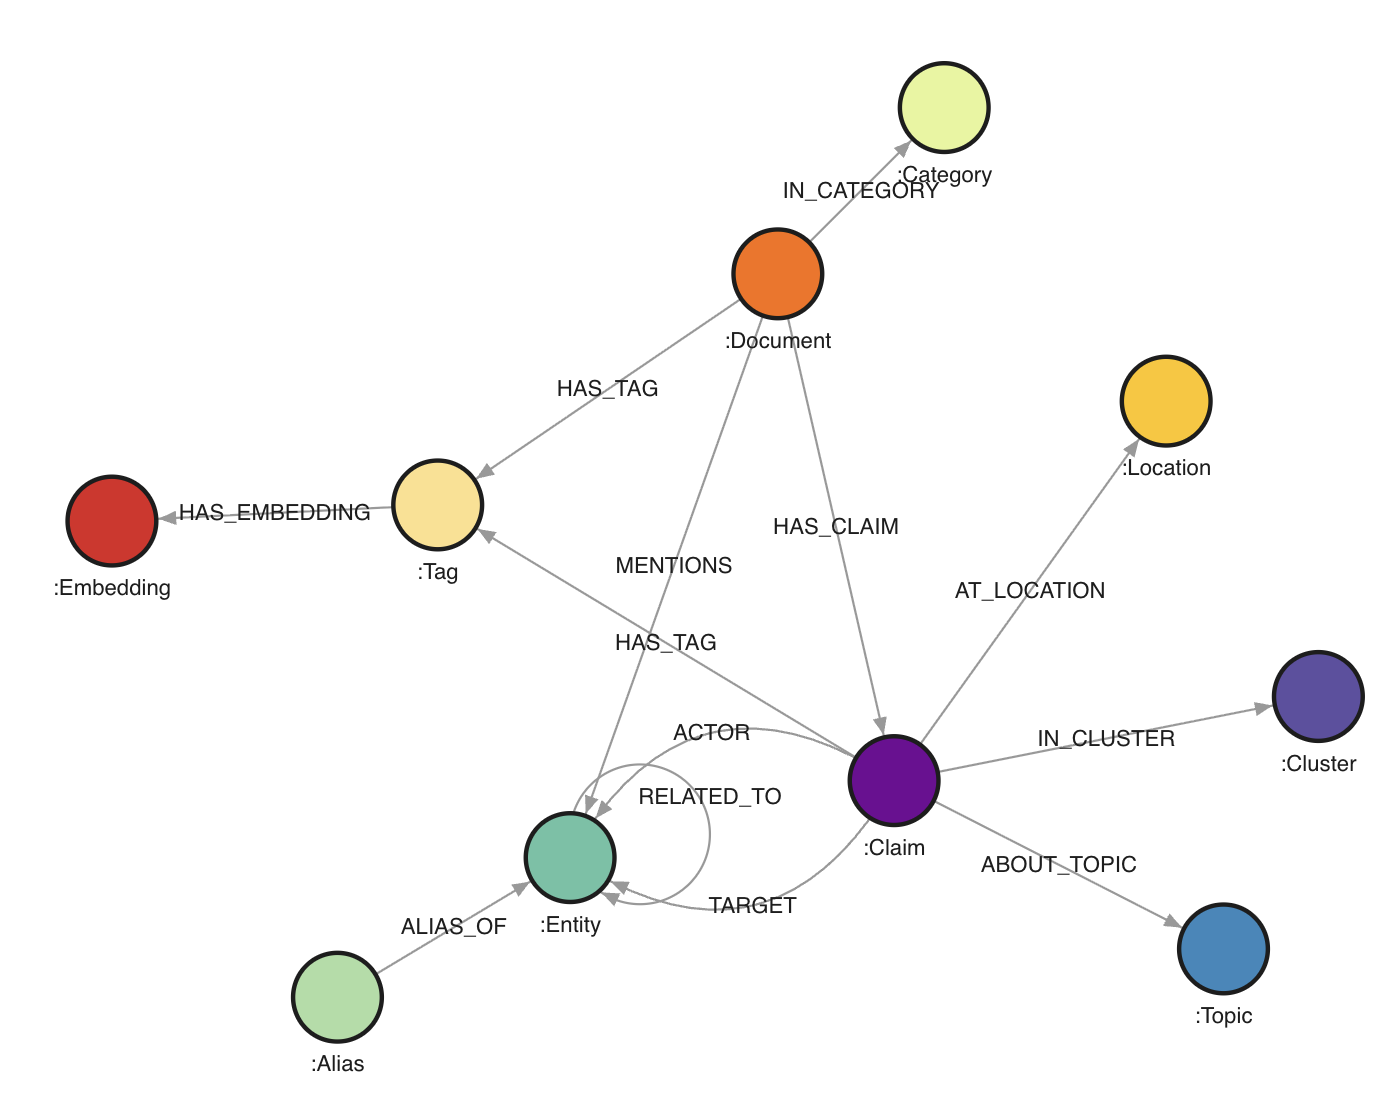 :Category
IN_CATEGORY
:Document
HAS_TAG
:Location
HAS_EMBEDDING
HAS_CLAIM
:Tag
MENTIONS
:Embedding
AT_LOCATION
HAS_TAG
ACTOR
IN_CLUSTER
:Cluster
RELATED_TO
:Claim
ABOUT_TOPIC
TARGET
:Entity
ALIAS_OF
:Topic
:Alias